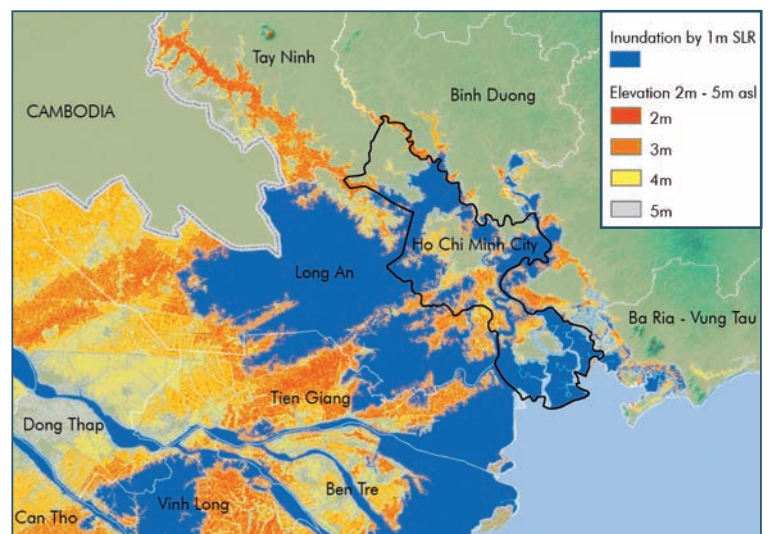 Inundation by 1m SLR
Elevation 2m - 5m asl
2m
3m
4m
5m
Tay Ninh
Binh Duong
CAMBODIA
Ho Chi Minh City
Long An
Ba Ria - Vung Tau
Tien Giang
Dong Thap
Ben Tre
Vinh Long
Can Tho